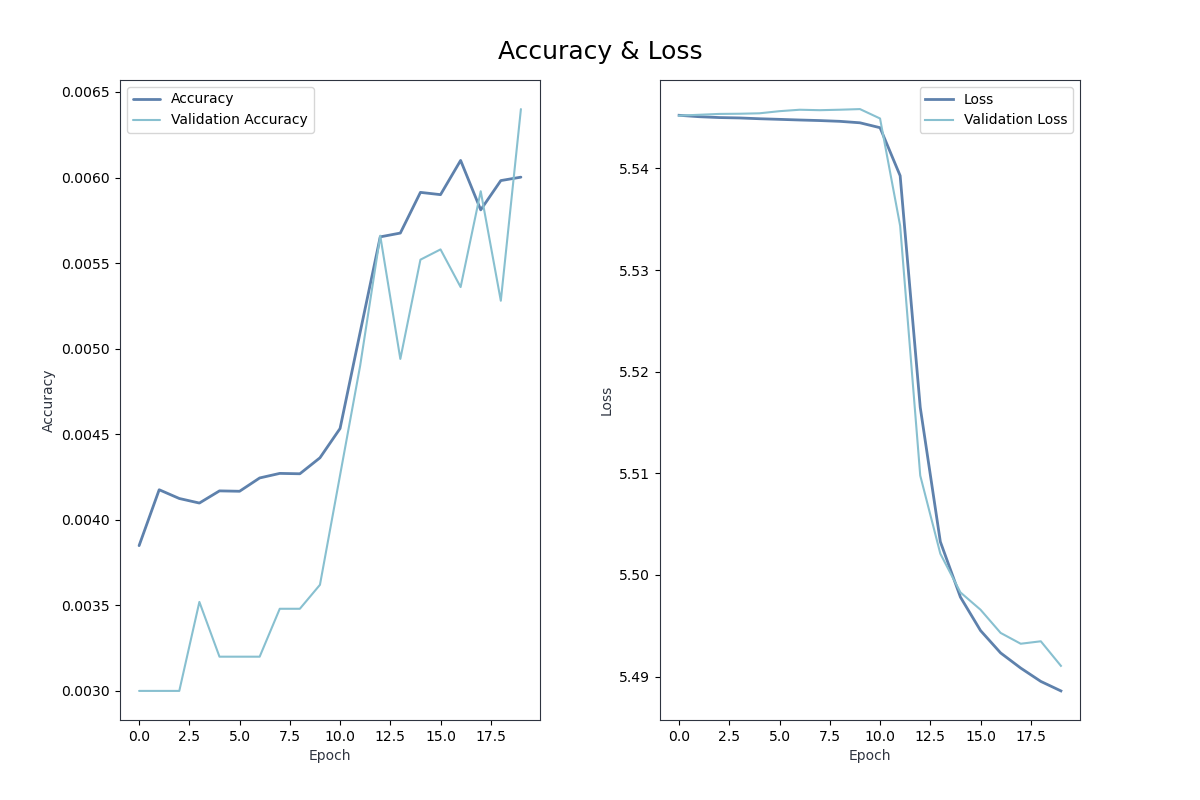 Accuracy & Loss
0.0065
0.0060
0.0055
0.0050
0.0045
0.0040
0.0035
0.0030
Accuracy
Accuracy
Validation Accuracy
0.0 2.5 5.0 7.5 10.0 12.5 15.0 17.5
Epoch
5.54
5.53
5.52
5.51
5.50
5.49
Loss
Loss
Validation Loss
0.0 2.5 5.0 7.5 10.0 12.5 15.0 17.5
Epoch